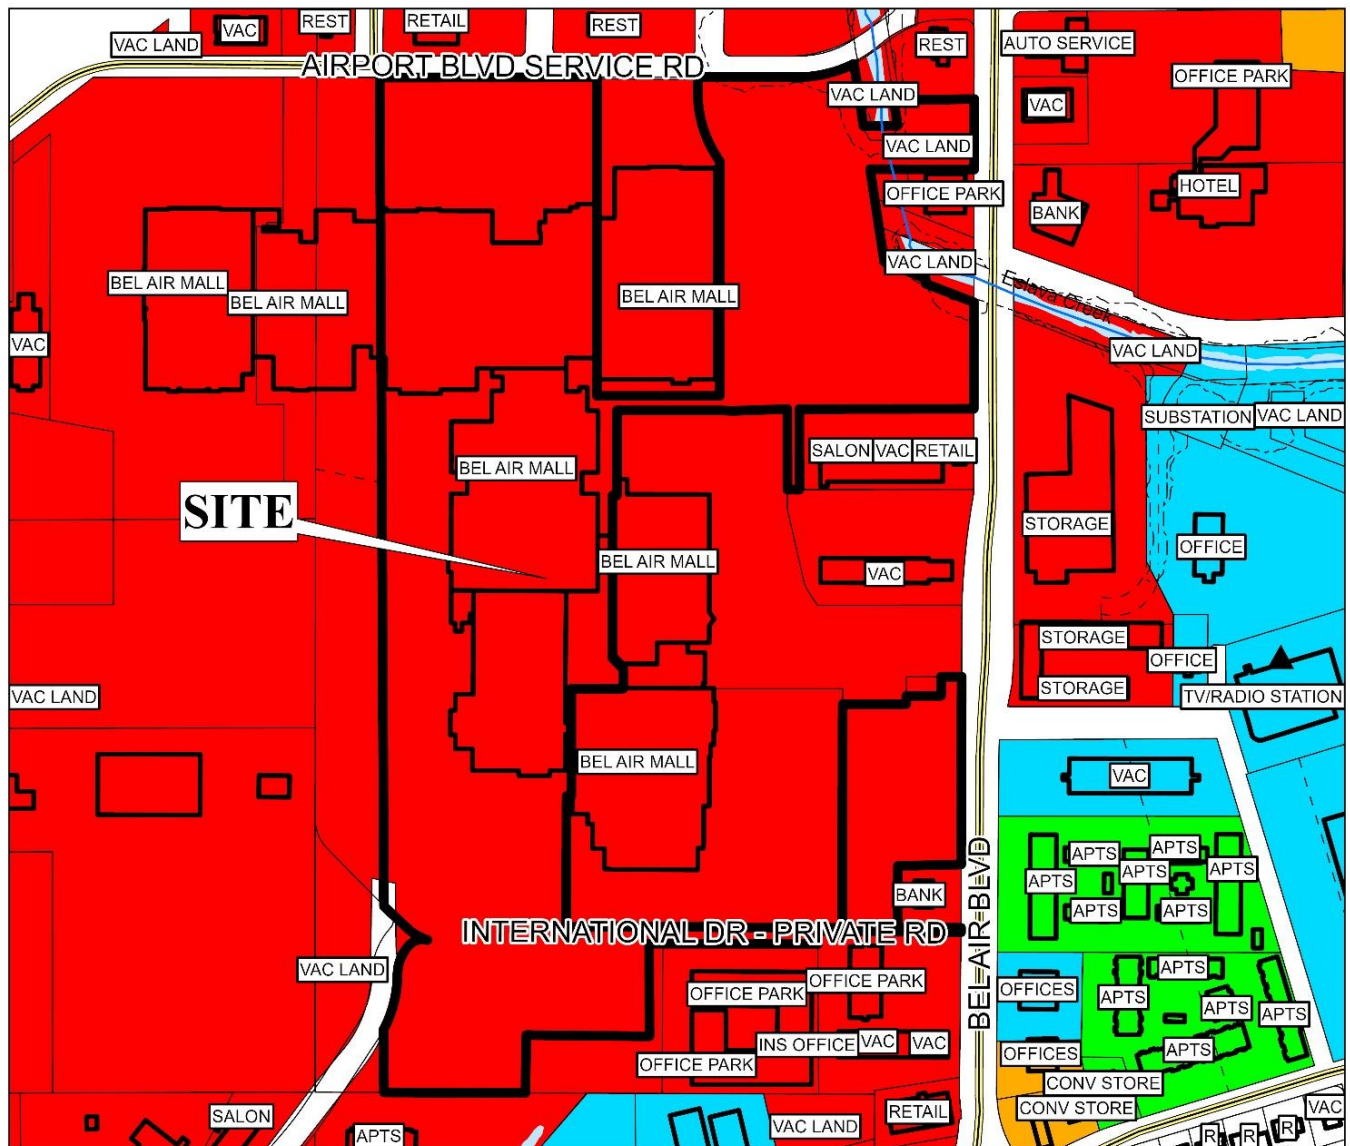 REST
RETAIL
REST
VAC
VAC LAND
REST
AUTO SERVICE
AIRPORT BLVD SERVICE RD
OFFICE PARK
VAC LAND
VAC
VAC LAND
HOTEL
OFFICE PARK
BANK
VAC LAND
BEL AIR MALL
BEL AIR MALL
BEL AIR MALL
Eslava Creek
VAC
VAC LAND
SUBSTATION
VAC LAND
SALON
VAC
RETAIL
BEL AIR MALL
SITE
STORAGE
OFFICE
BEL AIR MALL
VAC
STORAGE
OFFICE
STORAGE
VAC LAND
TV/RADIO STATION
BEL AIR MALL
VAC
BEL AIR BLVD
APTS
APTS
APTS
APTS
APTS
BANK
APTS
APTS
INTERNATIONAL DR - PRIVATE RD
VAC LAND
OFFICE PARK
APTS
OFFICES
OFFICE PARK
APTS
APTS
APTS
INS OFFICE
VAC
VAC
OFFICES
APTS
OFFICE PARK
CONV STORE
CONV STORE
RETAIL
VAC
SALON
VAC LAND
APTS
R
R
R